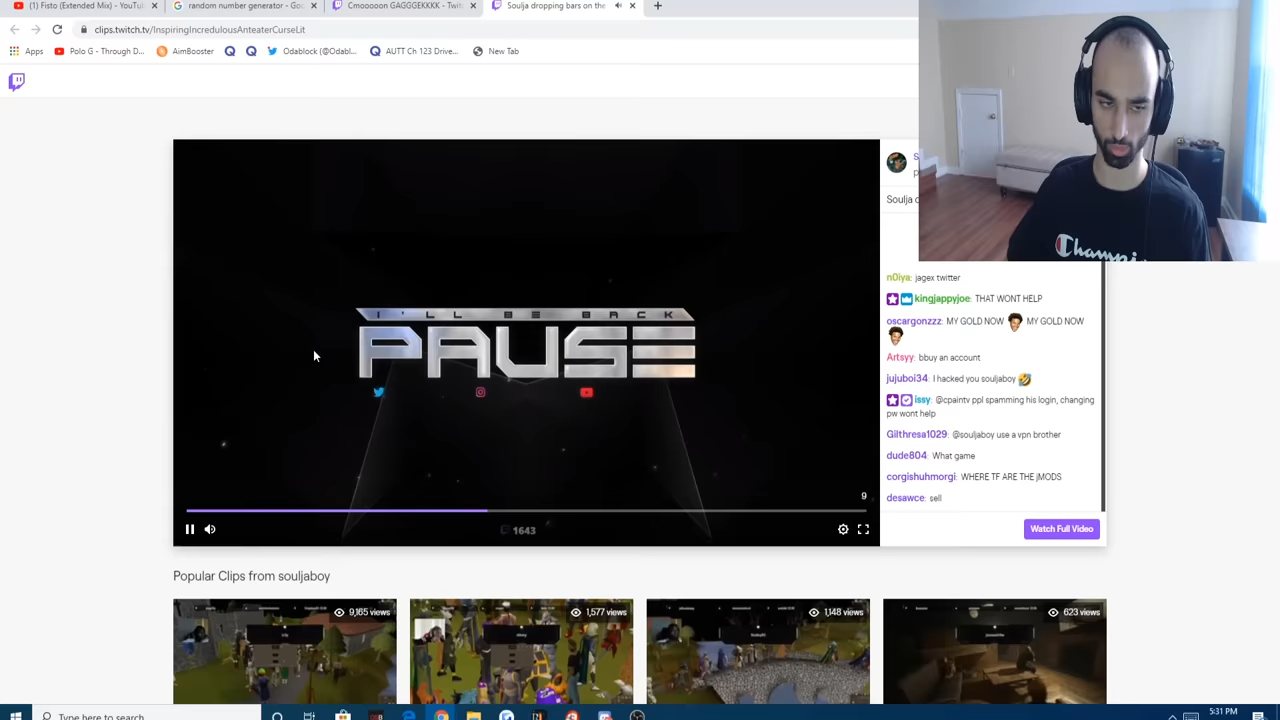 (1) Fisto (Extended Mix) - YouTub
random number generator - Goo
Cmooooon GAGGGEKKKK - Twit
Soulja dropping bars on the
clips.twitch.tv/InspiringIncredulousAnteaterCurseLit
Apps
Polo G - Through D...
AimBooster
Odablock (@Odabl...
AUTT Ch 123 Drive...
New Tab
I'LL BE BACK
PAUSE
1643
9
Soulja
n0iya: jagex twitter
kingjappyjoe: THAT WONT HELP
oscargonzzz: MY GOLD NOW MY GOLD NOW
Artsyy: bbuy an account
jujuboi34: I hacked you souljaboy
issy: @cpaintv ppl spamming his login, changing
pw wont help
Gilthresa1029: @souljaboy use a vpn brother
dude804: What game
corgishuhmorgi: WHERE TF ARE THE jMODS
desawce: sell
Watch Full Video
Champi
Popular Clips from souljaboy
9,165 views
1,577 views
1,148 views
623 views
Type here to search
5:31 PM